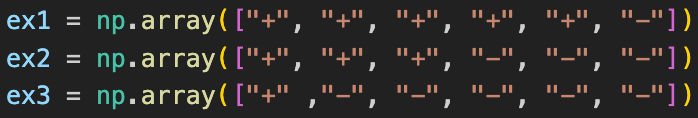 ex1 = np.array(["+", "+", "+", "+", "+", "−"])
ex2 = np.array(["+", "+", "+", "−", "−", "−"])
ex3 = np.array(["+" ,"−", "−", "−", "−", "−"])